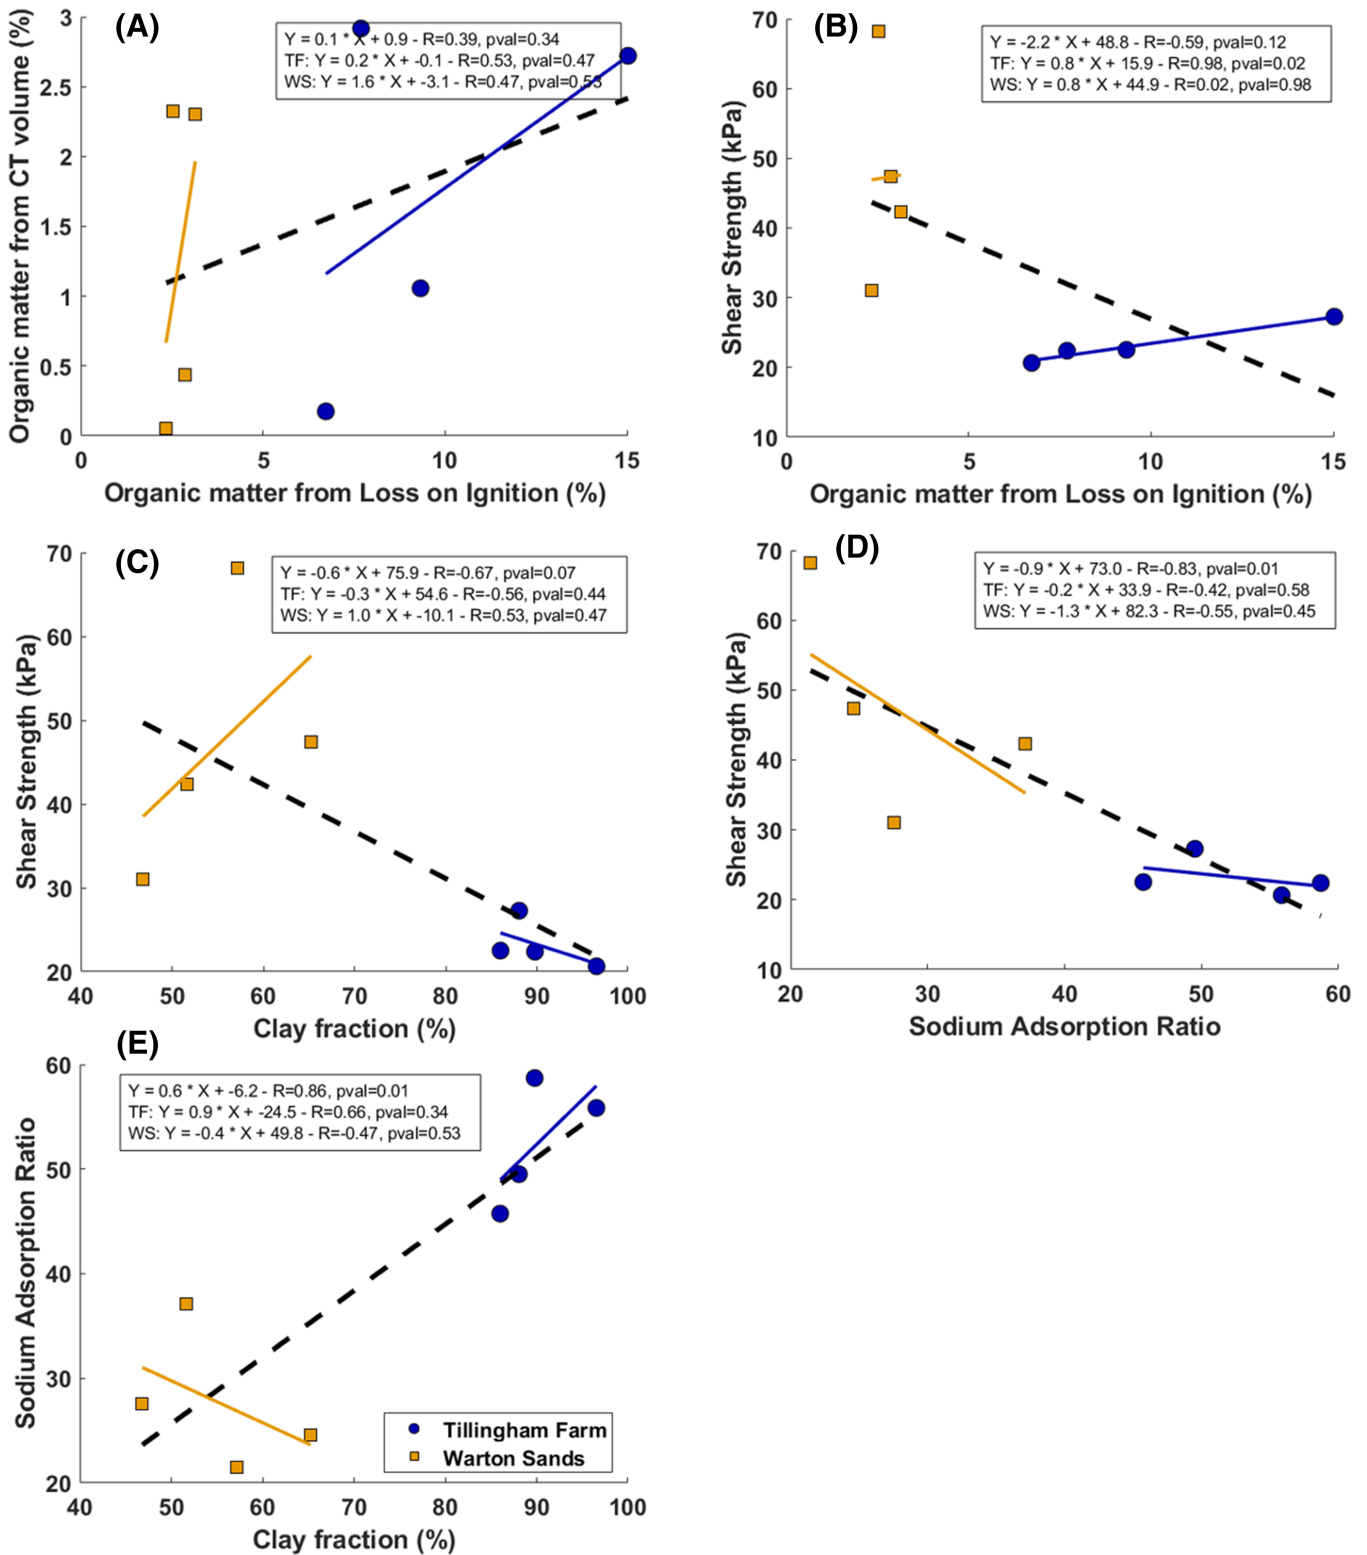 (A)
Y = 0.1 * X + 0.9 - R=0.39, pval=0.34
TF: Y = 0.2 * X + -0.1 - R=0.53, pval=0.47
WS: Y = 1.6 * X + -3.1 - R=0.47, pval=0.53
Organic matter from CT volume (%)
3
2.5
2
1.5
1
0.5
0
0 5 10 15
Organic matter from Loss on Ignition (%)
(B)
Y = -2.2 * X + 48.8 - R=-0.59, pval=0.12
TF: Y = 0.8 * X + 15.9 - R=0.98, pval=0.02
WS: Y = 0.8 * X + 44.9 - R=0.02, pval=0.98
Shear Strength (kPa)
70
60
50
40
30
20
10
0 5 10 15
Organic matter from Loss on Ignition (%)
(C)
Y = -0.6 * X + 75.9 - R=-0.67, pval=0.07
TF: Y = -0.3 * X + 54.6 - R=-0.56, pval=0.44
WS: Y = 1.0 * X + -10.1 - R=0.53, pval=0.47
Shear Strength (kPa)
70
60
50
40
30
20
40 50 60 70 80 90 100
Clay fraction (%)
(D)
Y = -0.9 * X + 73.0 - R=-0.83, pval=0.01
TF: Y = -0.2 * X + 33.9 - R=-0.42, pval=0.58
WS: Y = -1.3 * X + 82.3 - R=-0.55, pval=0.45
Shear Strength (kPa)
70
60
50
40
30
20
10
20 30 40 50 60
Sodium Adsorption Ratio
(E)
Y = 0.6 * X + -6.2 - R=0.86, pval=0.01
TF: Y = 0.9 * X + -24.5 - R=0.66, pval=0.34
WS: Y = -0.4 * X + 49.8 - R=-0.47, pval=0.53
Sodium Adsorption Ratio
60
50
40
30
20
Tillingham Farm
Warton Sands
40 50 60 70 80 90 100
Clay fraction (%)